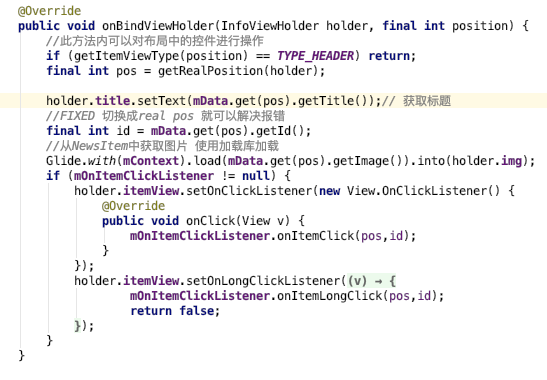 @Override
public void onBindViewHolder(InfoViewHolder holder, final int position) {
//此方法内可以对布局中的控件进行操作
if (getItemViewType(position) == TYPE_HEADER) return;
final int pos = getRealPosition(holder);
holder.title.setText(mData.get(pos).getTitle());// 获取标题
//FIXED 切换成real pos 就可以解决报错
final int id = mData.get(pos).getId();
//从NewsItem中获取图片 使用加载库加载
Glide.with(mContext).load(mData.get(pos).getImage()).into(holder.img);
if (mOnItemClickListener != null) {
holder.itemView.setOnClickListener(new View.OnClickListener() {
@Override
public void onClick(View v) {
mOnItemClickListener.onItemClick(pos,id);
}
});
holder.itemView.setOnLongClickListener((v) → {
mOnItemClickListener.onItemLongClick(pos,id);
return false;
});
}
}